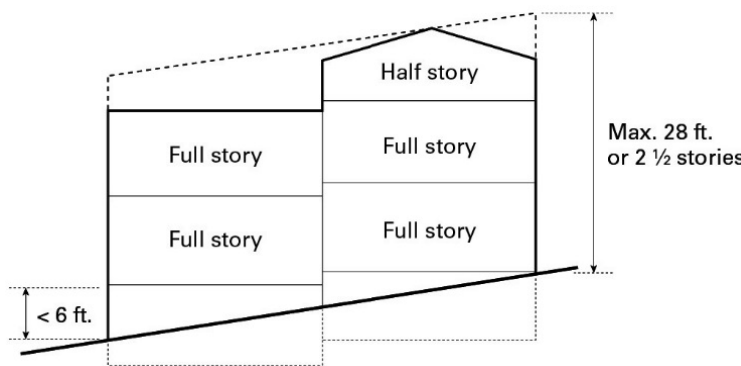 Half story
Full story
Full story
Full story
Full story
Max. 28 ft.
or 2 ½ stories
< 6 ft.